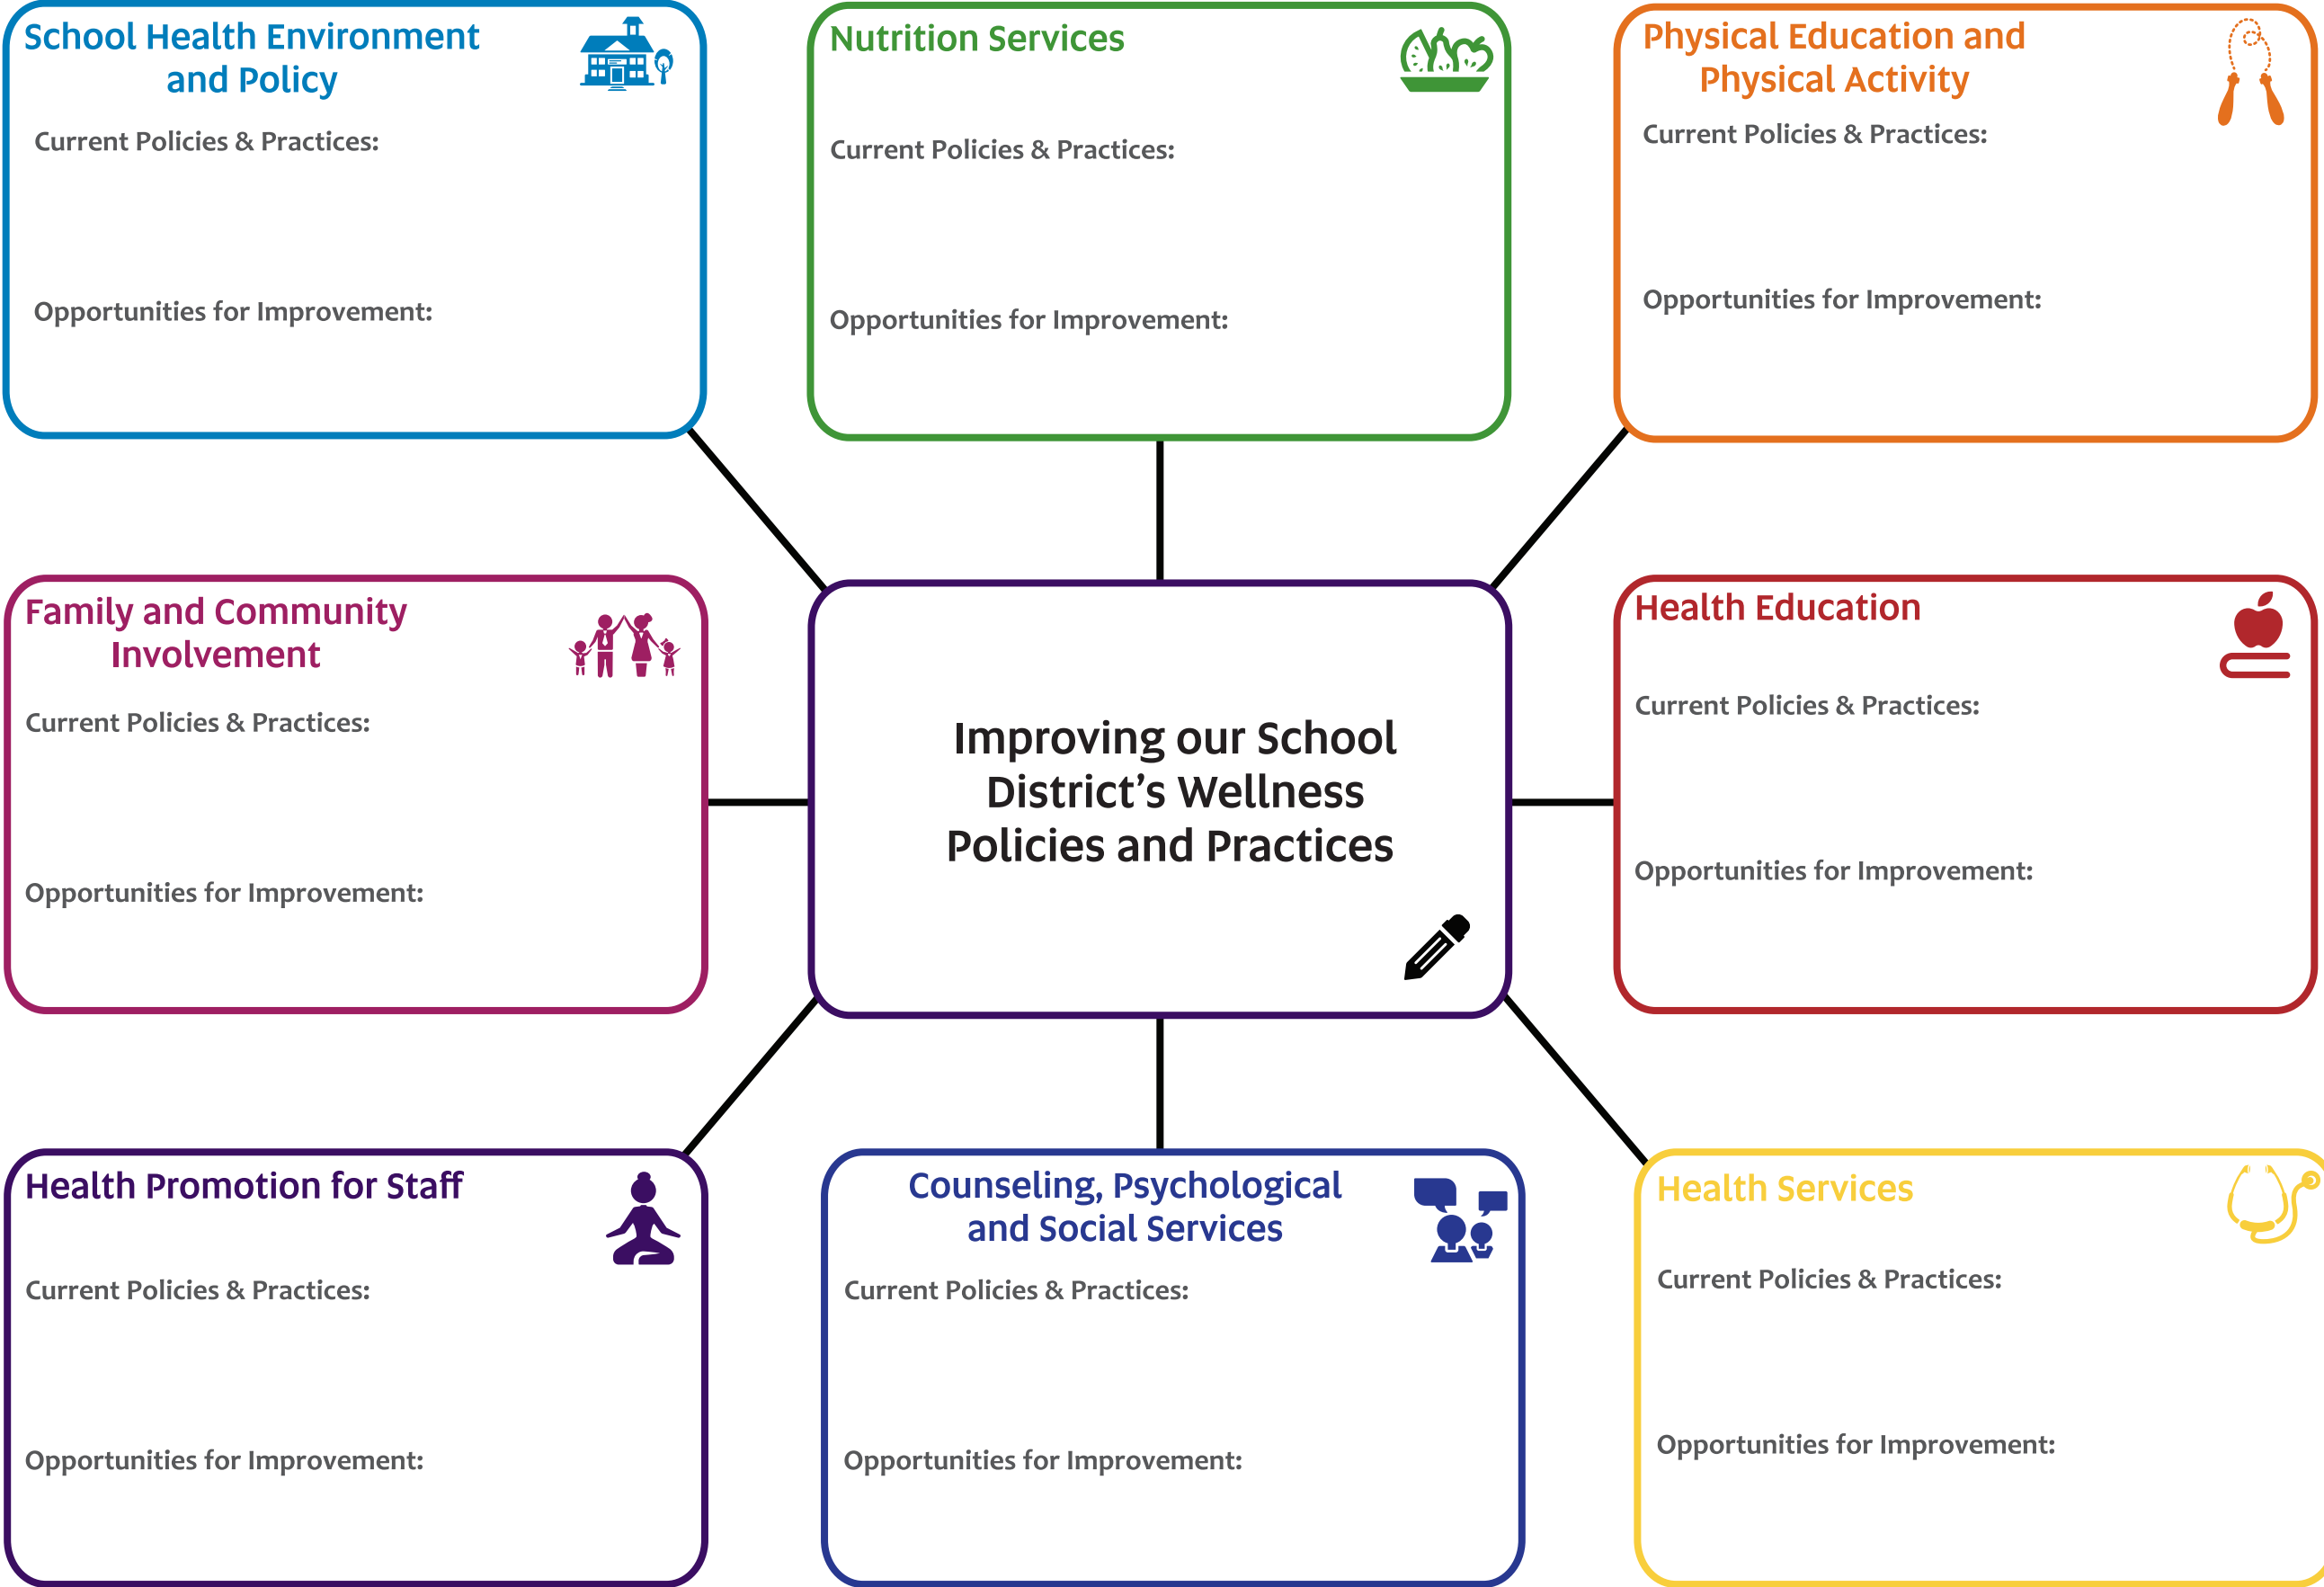 School Health Environment
and Policy
Current Policies & Practices:
Opportunities for Improvement:
Nutrition Services
Current Policies & Practices:
Opportunities for Improvement:
Physical Education and
Physical Activity
Current Policies & Practices:
Opportunities for Improvement:
Family and Community
Involvement
Current Policies & Practices:
Opportunities for Improvement:
Improving our School
District’s Wellness
Policies and Practices
Health Education
Current Policies & Practices:
Opportunities for Improvement:
Health Promotion for Staff
Current Policies & Practices:
Opportunities for Improvement:
Counseling, Psychological
and Social Services
Current Policies & Practices:
Opportunities for Improvement:
Health Services
Current Policies & Practices:
Opportunities for Improvement: